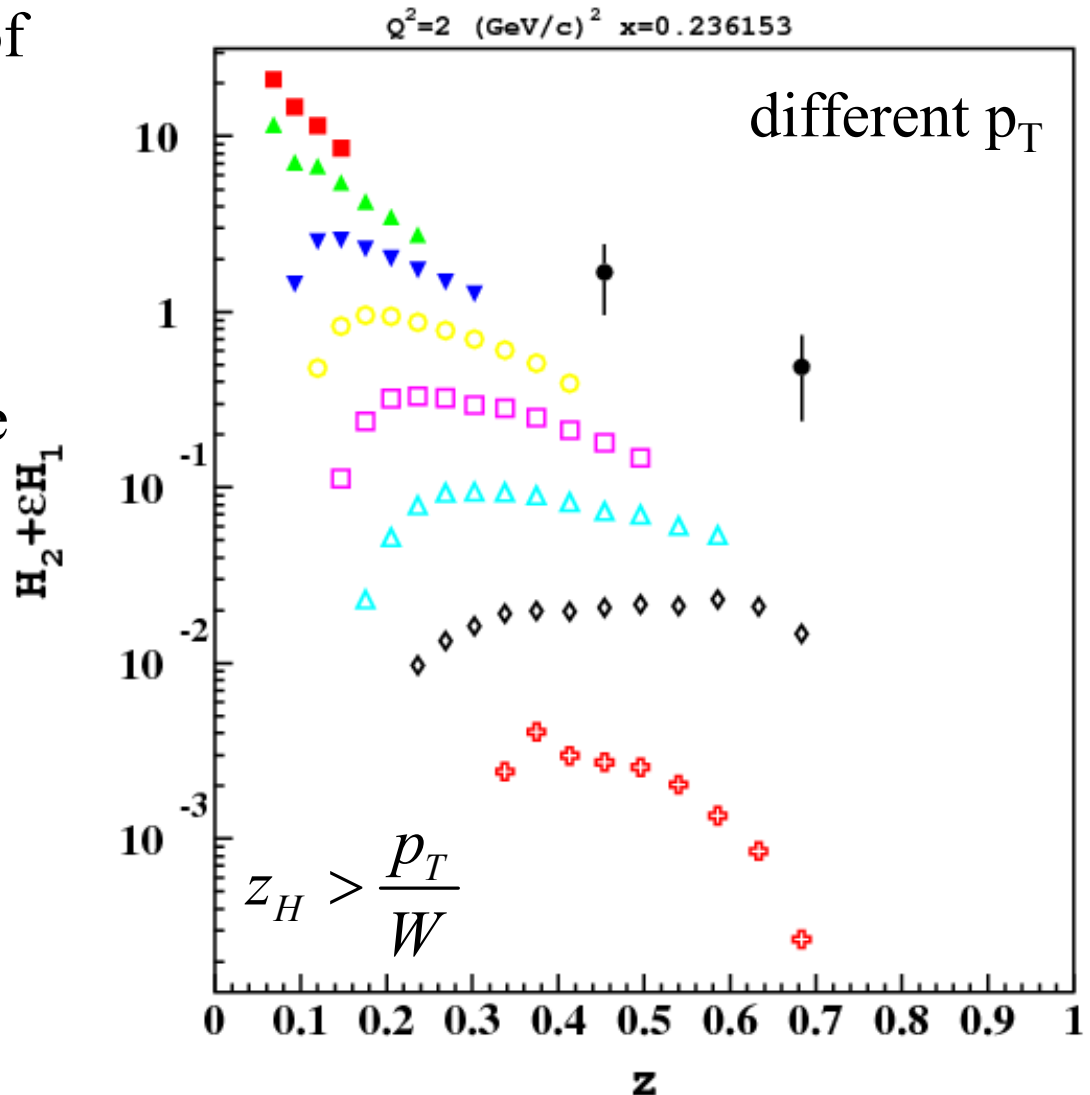 of
Q²=2 (GeV/c)² x=0.236153
different p_T
10
1
e
10⁻¹
10⁻²
10⁻³
H₂+εH₁
z_H > p_T/W
0 0.1 0.2 0.3 0.4 0.5 0.6 0.7 0.8 0.9 1
z